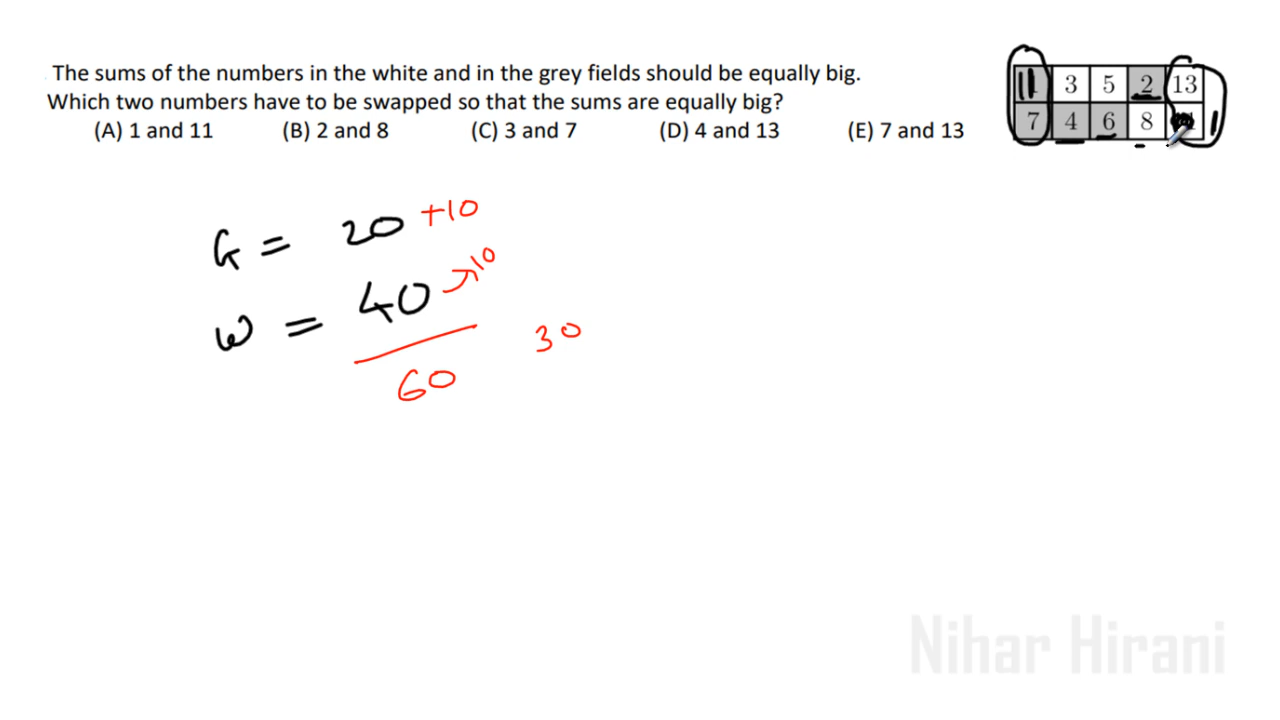 The sums of the numbers in the white and in the grey fields should be equally big.
Which two numbers have to be swapped so that the sums are equally big?
(A) 1 and 11 (B) 2 and 8 (C) 3 and 7 (D) 4 and 13 (E) 7 and 13
11 3 5 2 13
7 4 6 8 1
G = 20 +10
W = 40 10
60 30
Nihar Hirani